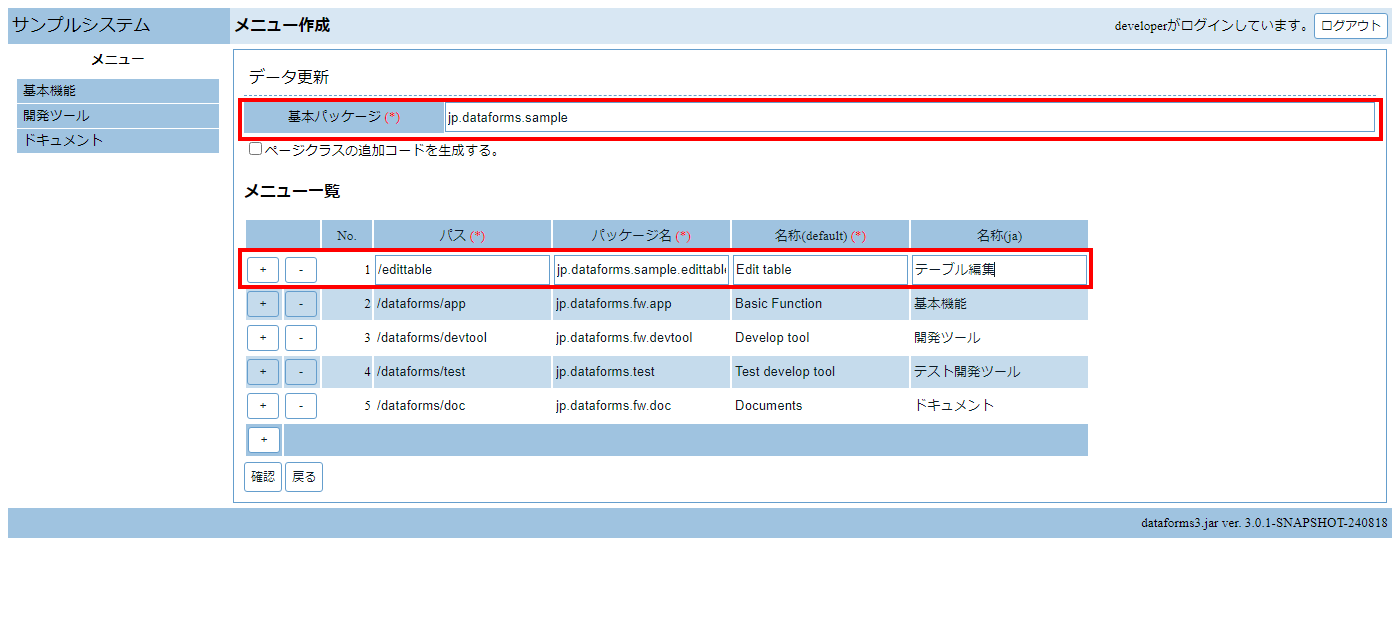 サンプルシステム
メニュー作成
developerがログインしています。 ログアウト
メニュー
基本機能
開発ツール
ドキュメント
データ更新
基本パッケージ (*) jp.dataforms.sample
ページクラスの追加コードを生成する。
メニュー一覧
No. パス (*) パッケージ名 (*) 名称(default) (*) 名称(ja)
+ - 1 /edittable jp.dataforms.sample.edittabl Edit table テーブル編集
+ - 2 /dataforms/app jp.dataforms.fw.app Basic Function 基本機能
+ - 3 /dataforms/devtool jp.dataforms.fw.devtool Develop tool 開発ツール
+ - 4 /dataforms/test jp.dataforms.test Test develop tool テスト開発ツール
+ - 5 /dataforms/doc jp.dataforms.fw.doc Documents ドキュメント
+
確認 戻る
dataforms3.jar ver. 3.0.1-SNAPSHOT-240818